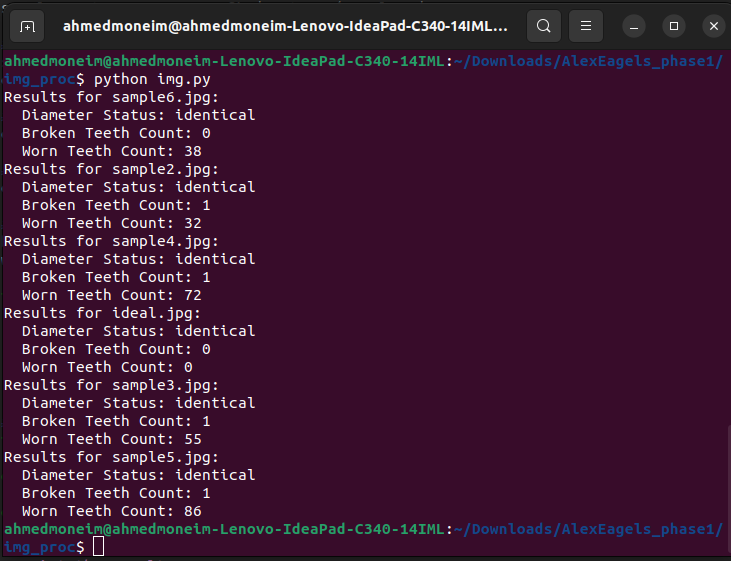 ahmedmoneim@ahmedmoneim-Lenovo-IdeaPad-C340-14IML...
ahmedmoneim@ahmedmoneim-Lenovo-IdeaPad-C340-14IML:~/Downloads/AlexEagels_phase1/
img_proc$ python img.py
Results for sample6.jpg:
  Diameter Status: identical
  Broken Teeth Count: 0
  Worn Teeth Count: 38
Results for sample2.jpg:
  Diameter Status: identical
  Broken Teeth Count: 1
  Worn Teeth Count: 32
Results for sample4.jpg:
  Diameter Status: identical
  Broken Teeth Count: 1
  Worn Teeth Count: 72
Results for ideal.jpg:
  Diameter Status: identical
  Broken Teeth Count: 0
  Worn Teeth Count: 0
Results for sample3.jpg:
  Diameter Status: identical
  Broken Teeth Count: 1
  Worn Teeth Count: 55
Results for sample5.jpg:
  Diameter Status: identical
  Broken Teeth Count: 1
  Worn Teeth Count: 86
ahmedmoneim@ahmedmoneim-Lenovo-IdeaPad-C340-14IML:~/Downloads/AlexEagels_phase1/
img_proc$